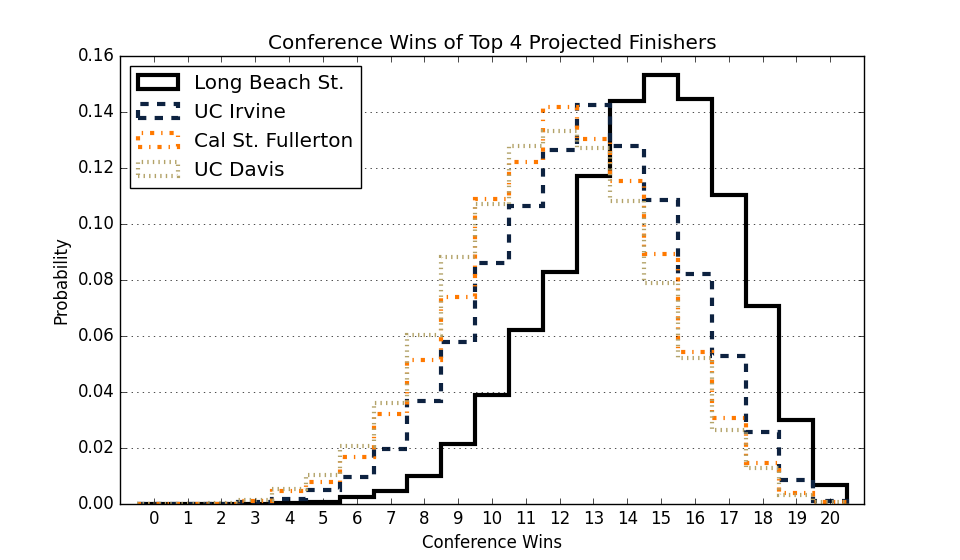 Conference Wins of Top 4 Projected Finishers
0.16
0.14
0.12
0.10
0.08
0.06
0.04
0.02
0.00
Probability
Long Beach St.
UC Irvine
Cal St. Fullerton
UC Davis
0 1 2 3 4 5 6 7 8 9 10 11 12 13 14 15 16 17 18 19 20
Conference Wins